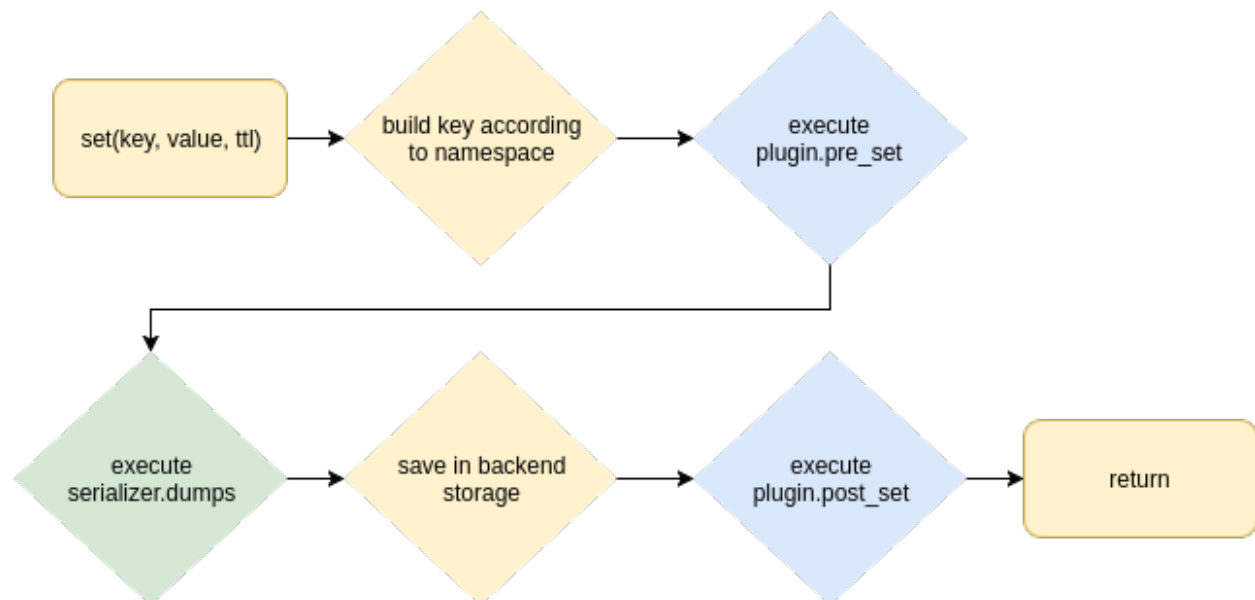 set(key, value, ttl)
build key according
to namespace
execute
plugin.pre_set
execute
serializer.dumps
save in backend
storage
execute
plugin.post_set
return